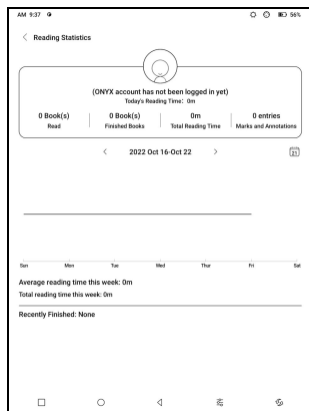 AM 9:37
56%
Reading Statistics
(ONYX account has not been logged in yet)
Today's Reading Time: 0m
0 Book(s) 0 Book(s) 0m 0 entries
Read Finished Books Total Reading Time Marks and Annotations
2022 Oct 16-Oct 22
21
Sun Mon Tue Wed Thur Fri Sat
Average reading time this week: 0m
Total reading time this week: 0m
Recently Finished: None